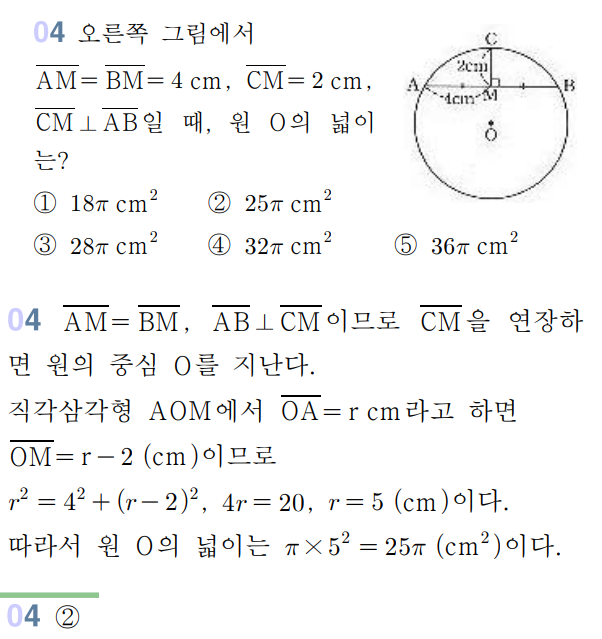 04 오른쪽 그림에서
AM = BM = 4 cm, CM = 2 cm,
CM ⊥ AB일 때, 원 O의 넓이
는?
① 18π cm² ② 25π cm²
③ 28π cm² ④ 32π cm² ⑤ 36π cm²
C
2cm
A
4cm
M
B
O
04 AM = BM, AB ⊥ CM이므로 CM을 연장하
면 원의 중심 O를 지난다.
직각삼각형 AOM에서 OA = r cm라고 하면
OM = r − 2 (cm)이므로
r² = 4² + (r − 2)², 4r = 20, r = 5 (cm)이다.
따라서 원 O의 넓이는 π × 5² = 25π (cm²)이다.
04 ②